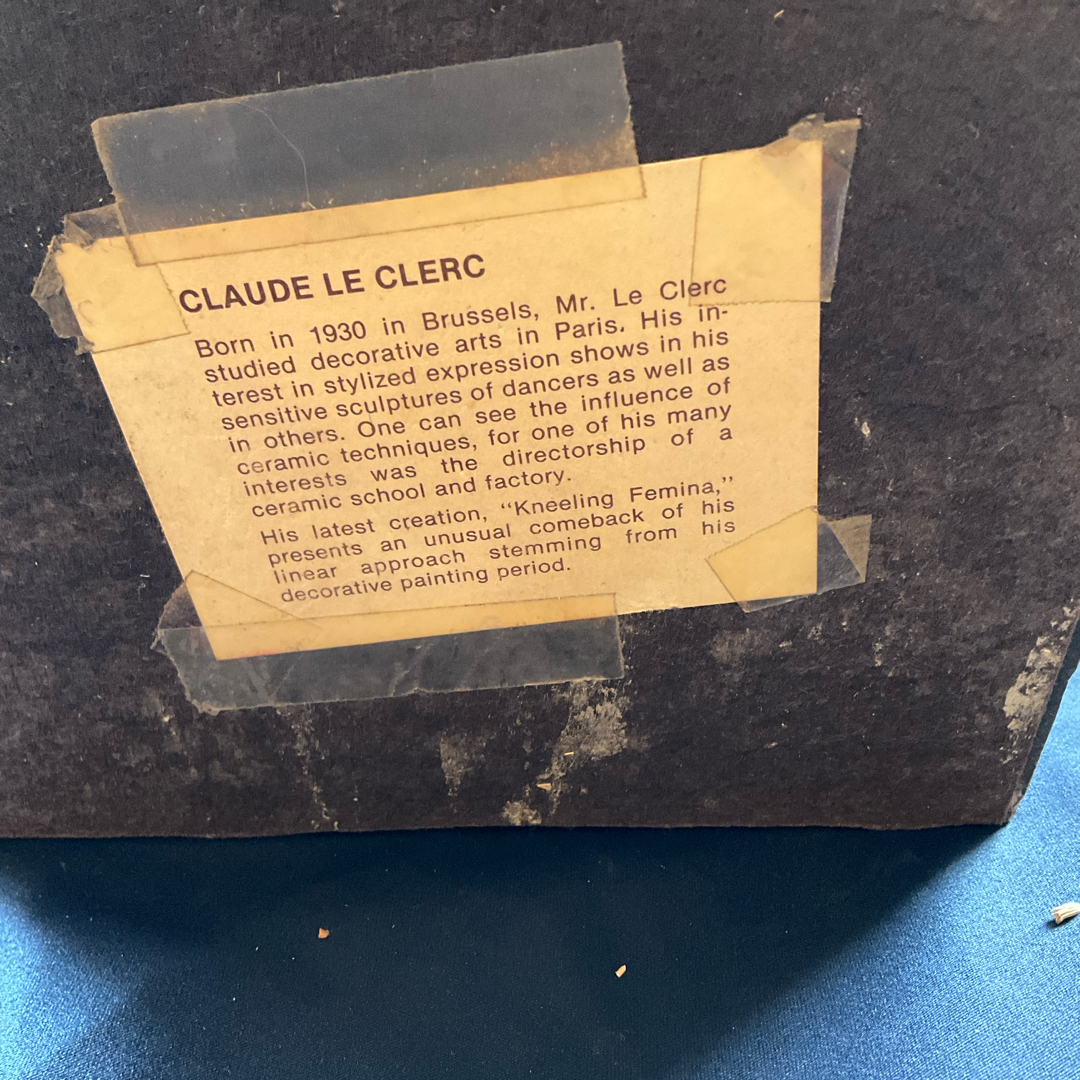 CLAUDE LE CLERC
Born in 1930 in Brussels, Mr. Le Clerc
studied decorative arts in Paris. His in-
terest in stylized expression shows in his
sensitive sculptures of dancers as well as
in others. One can see the influence of
ceramic techniques, for one of his many
interests was the directorship of a
ceramic school and factory.
His latest creation, “Kneeling Femina,”
presents an unusual comeback of his
linear approach stemming from his
decorative painting period.